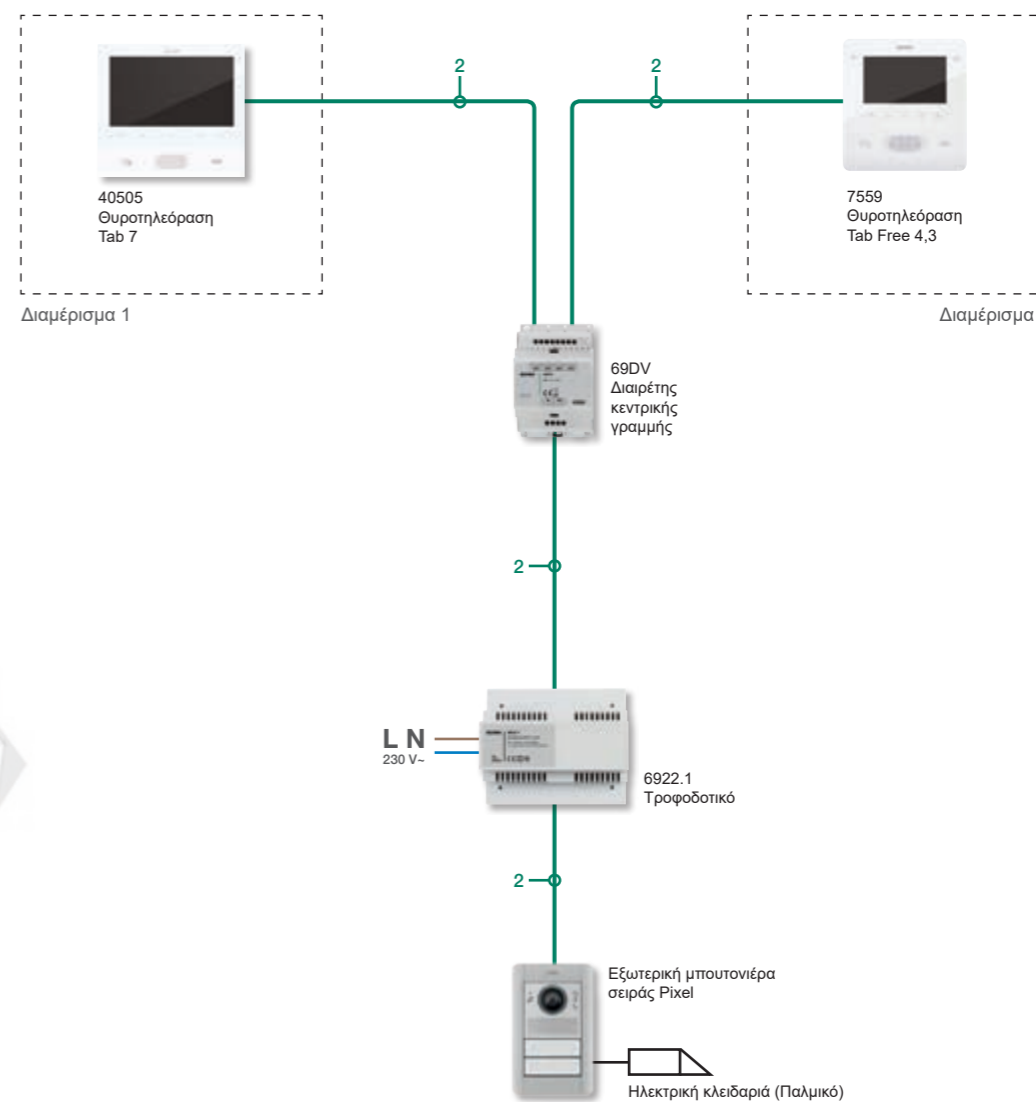 2
2
40505
Θυροτηλεόραση
Tab 7
7559
Θυροτηλεόραση
Tab Free 4,3
Διαμέρισμα 1
Διαμέρισμα
69DV
Διαιρέτης
κεντρικής
γραμμής
2
L N
230 V~
6922.1
Τροφοδοτικό
2
Εξωτερική μπουτονιέρα
σειράς Pixel
Ηλεκτρική κλειδαριά (Παλμικό)